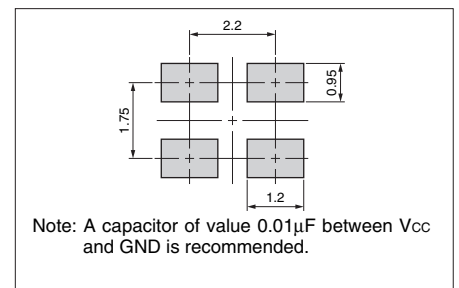 2.2
0.95
1.75
1.2
Note: A capacitor of value 0.01μF between Vcc
and GND is recommended.